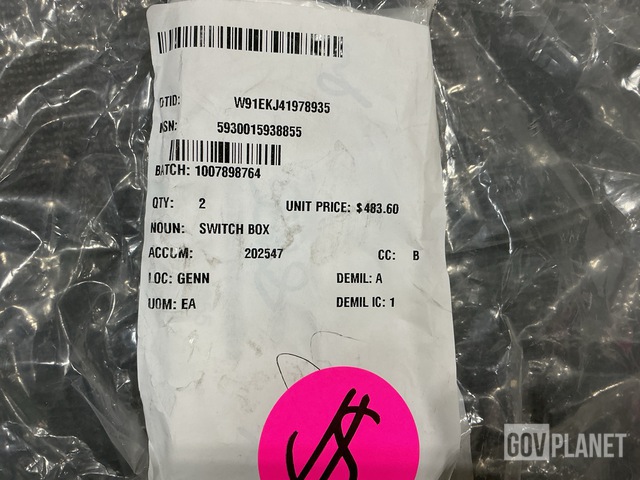 DTID: W91EKJ41978935
NSN: 5930015938855
BATCH: 1007898764
QTY: 2 UNIT PRICE: $483.60
NOUN: SWITCH BOX
ACCUM: 202547 CC: B
LOC: GENN DEMIL: A
UOM: EA DEMIL IC: 1
GOVPLANET